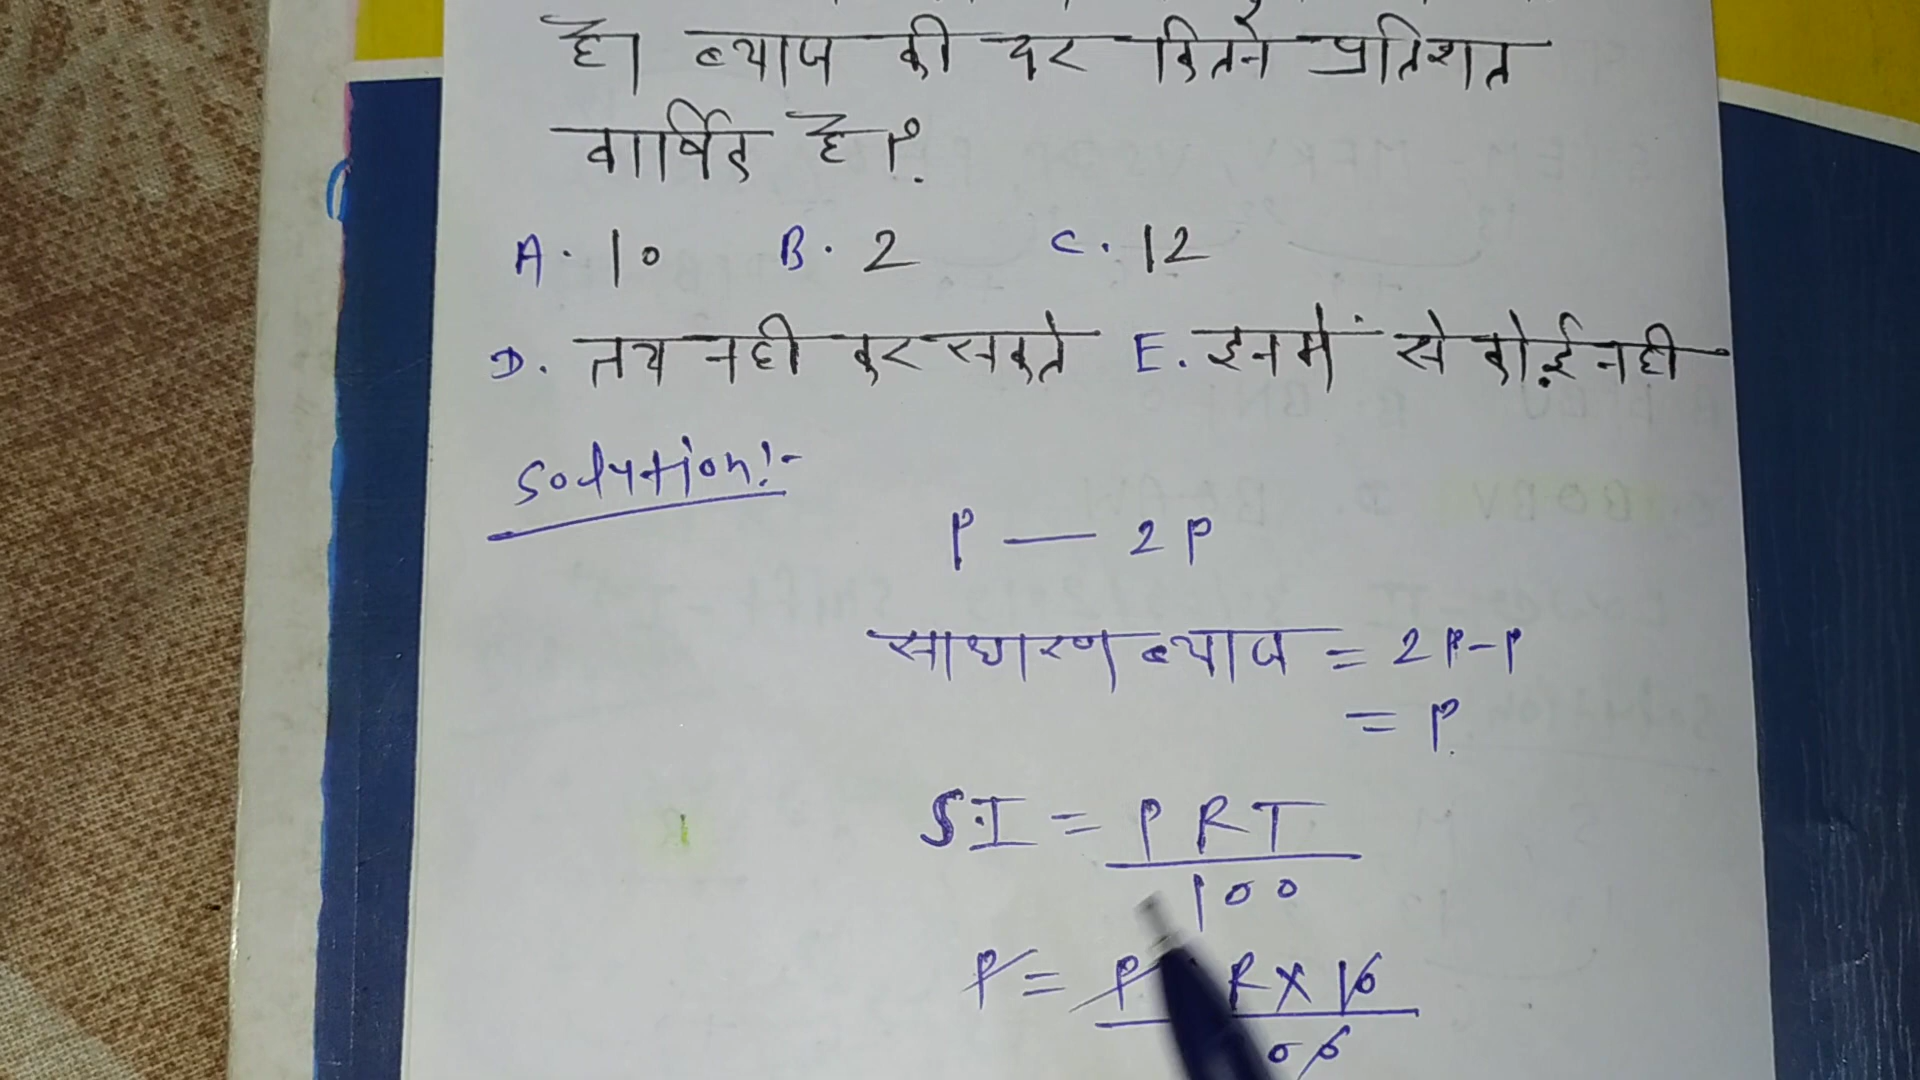 है। ब्याज की दर कितने प्रतिशत
वार्षिक है?
A. 10 B. 2 C. 12
D. तय नही कर सकते E. इनमें से कोई नही
Solution:-
P — 2P
साधारण ब्याज = 2P-P
= P.
S.I = P R T
100
P = P R X 10
00